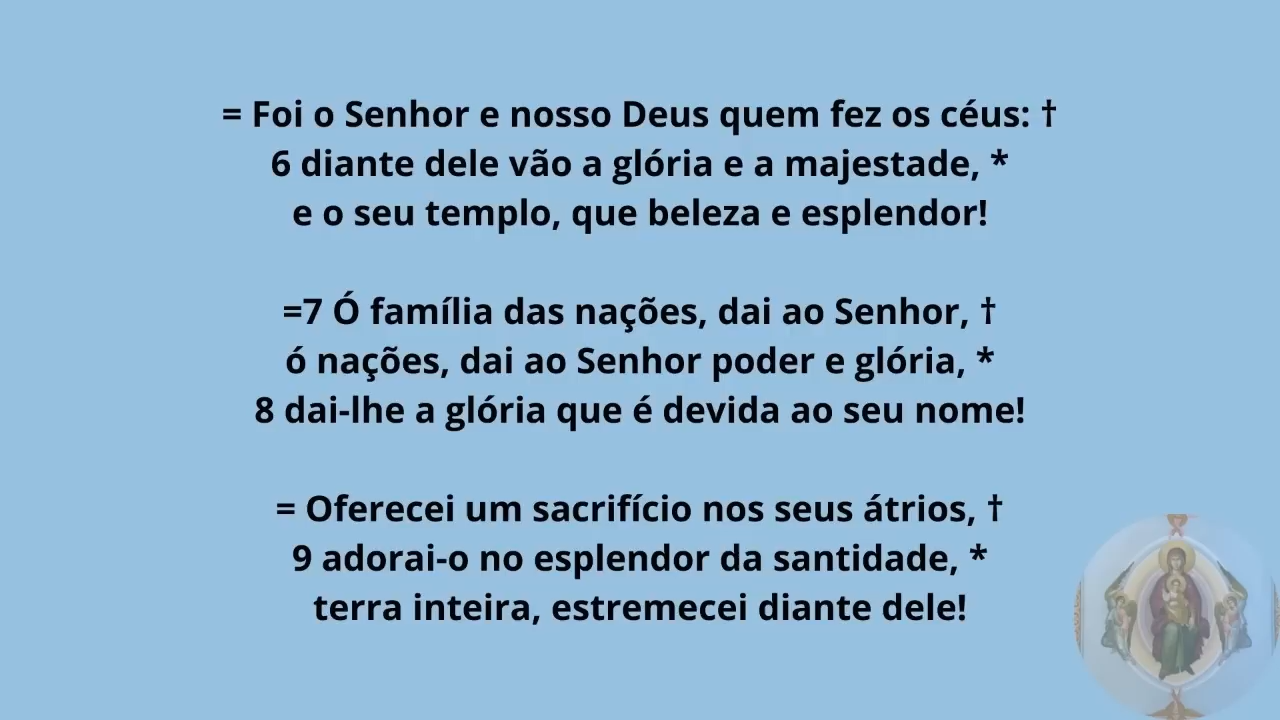 = Foi o Senhor e nosso Deus quem fez os céus: †
6 diante dele vão a glória e a majestade, *
e o seu templo, que beleza e esplendor!
=7 Ó família das nações, dai ao Senhor, †
ó nações, dai ao Senhor poder e glória, *
8 dai-lhe a glória que é devida ao seu nome!
= Oferecei um sacrifício nos seus átrios, †
9 adorai-o no esplendor da santidade, *
terra inteira, estremecei diante dele!